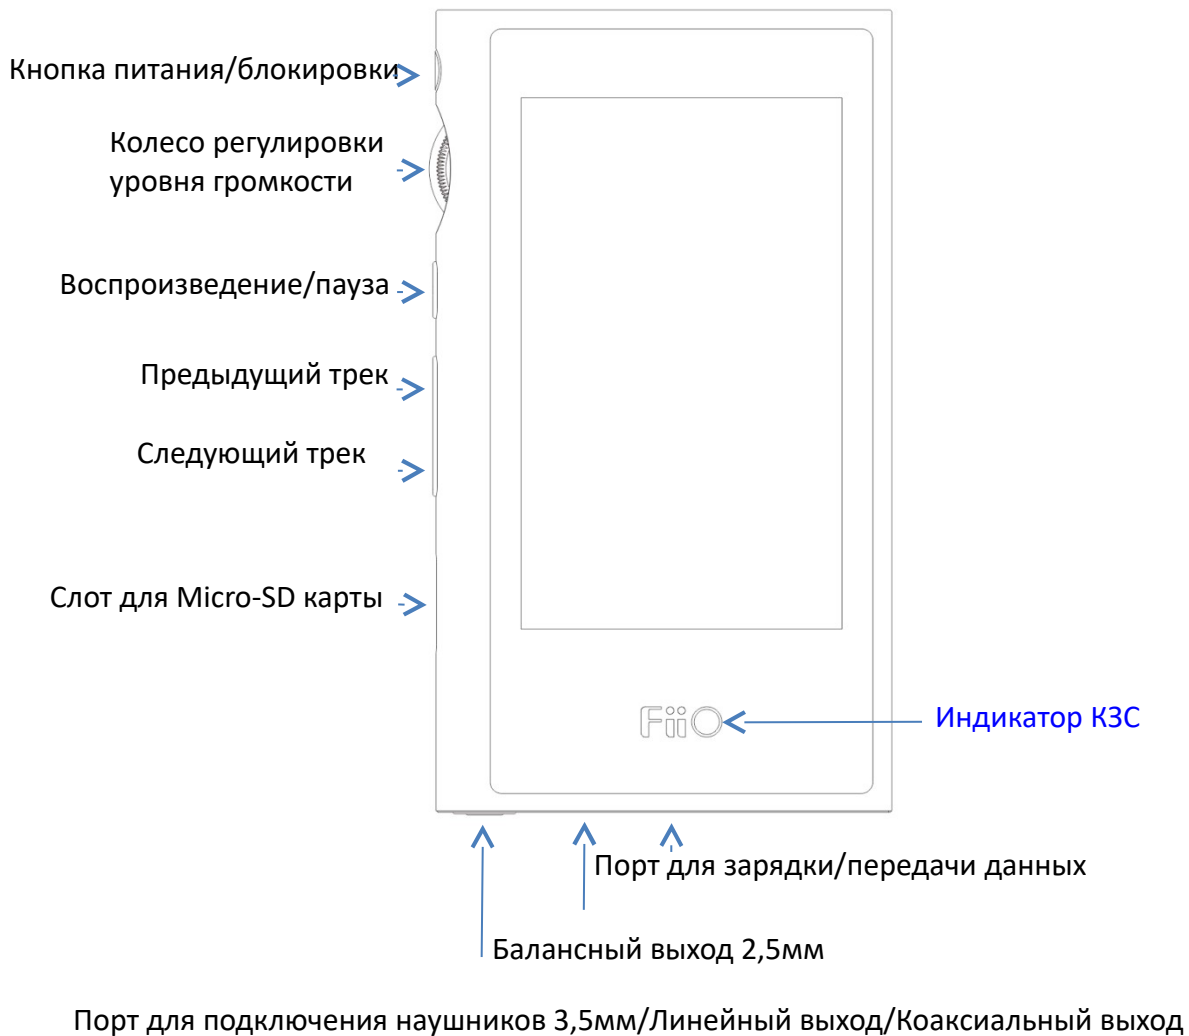 Кнопка питания/блокировки
Колесо регулировки
уровня громкости
Воспроизведение/пауза
Предыдущий трек
Следующий трек
Слот для Micro-SD карты
FiiO
Индикатор КЗС
Порт для зарядки/передачи данных
Балансный выход 2,5мм
Порт для подключения наушников 3,5мм/Линейный выход/Коаксиальный выход